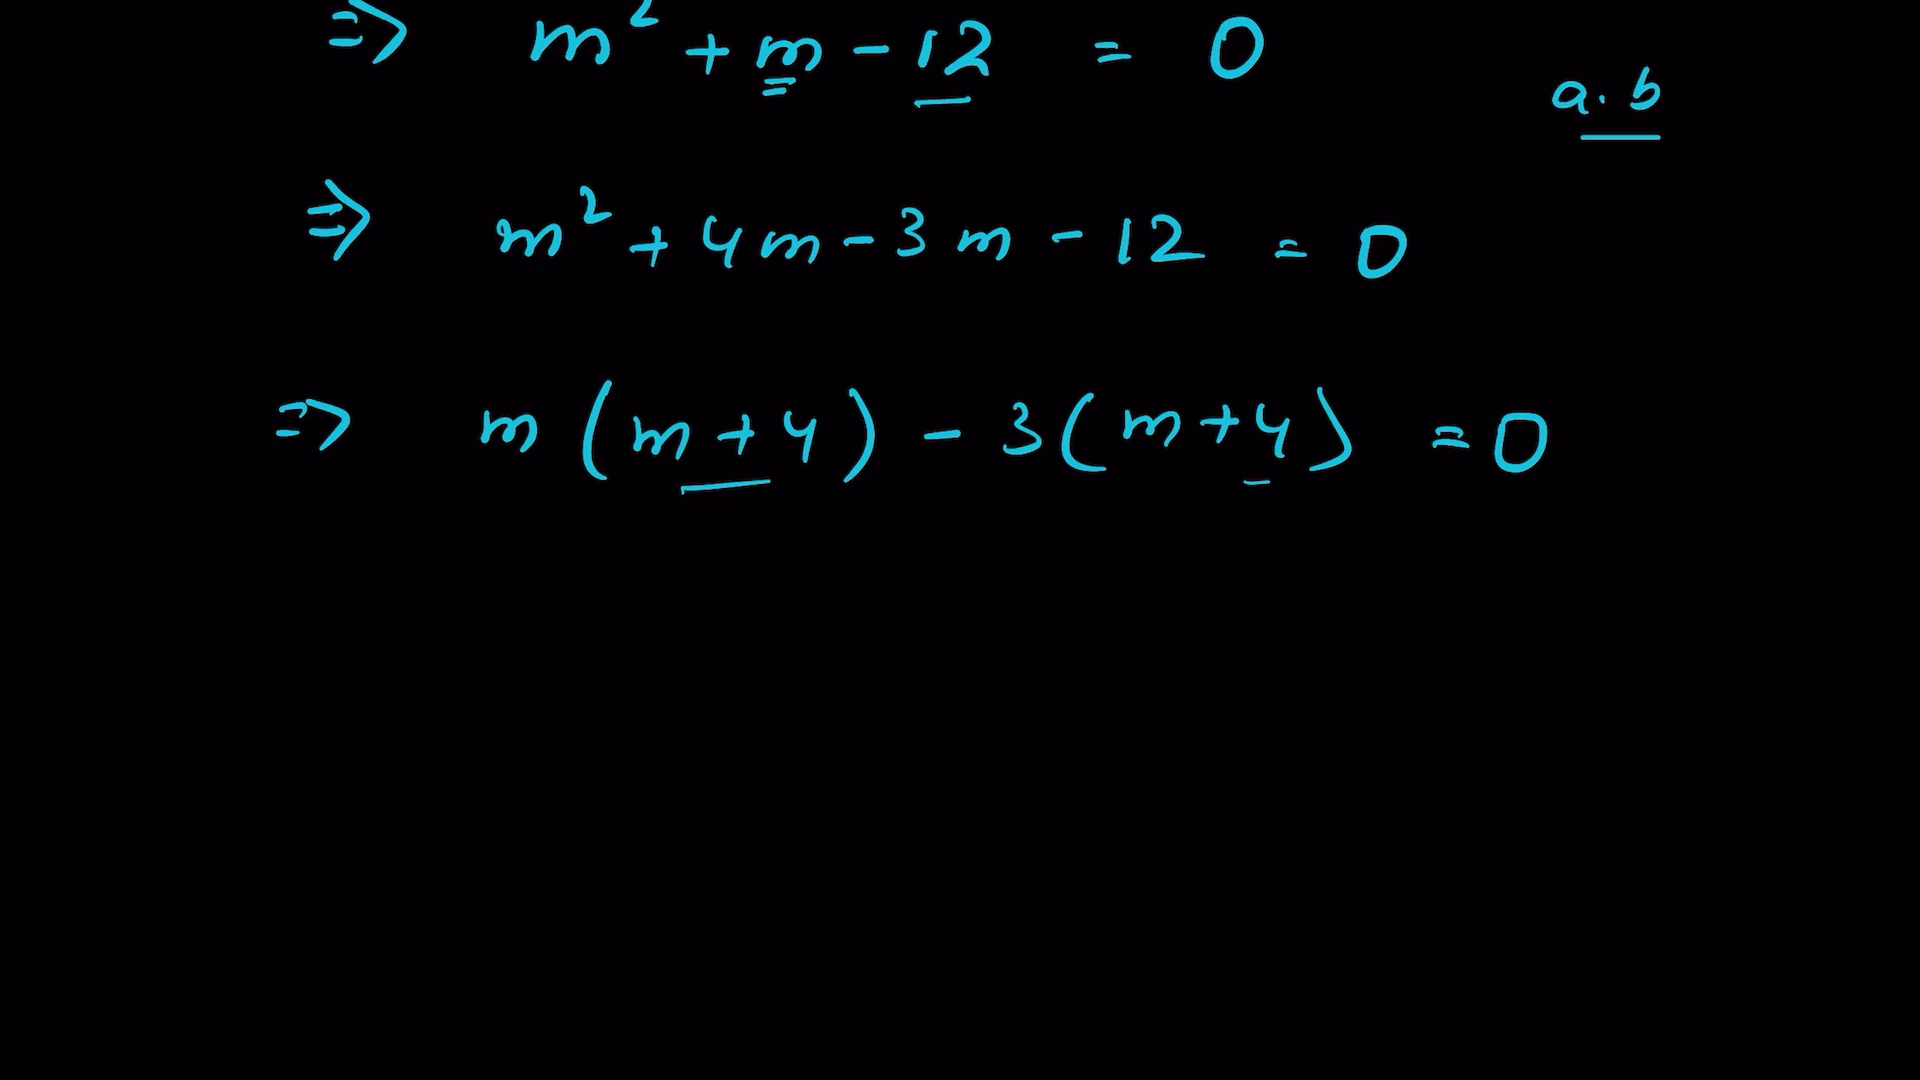 ⇒ m² + m - 12 = 0
a.b
⇒ m² + 4m - 3m - 12 = 0
⇒ m (m + 4) - 3 (m + 4) = 0